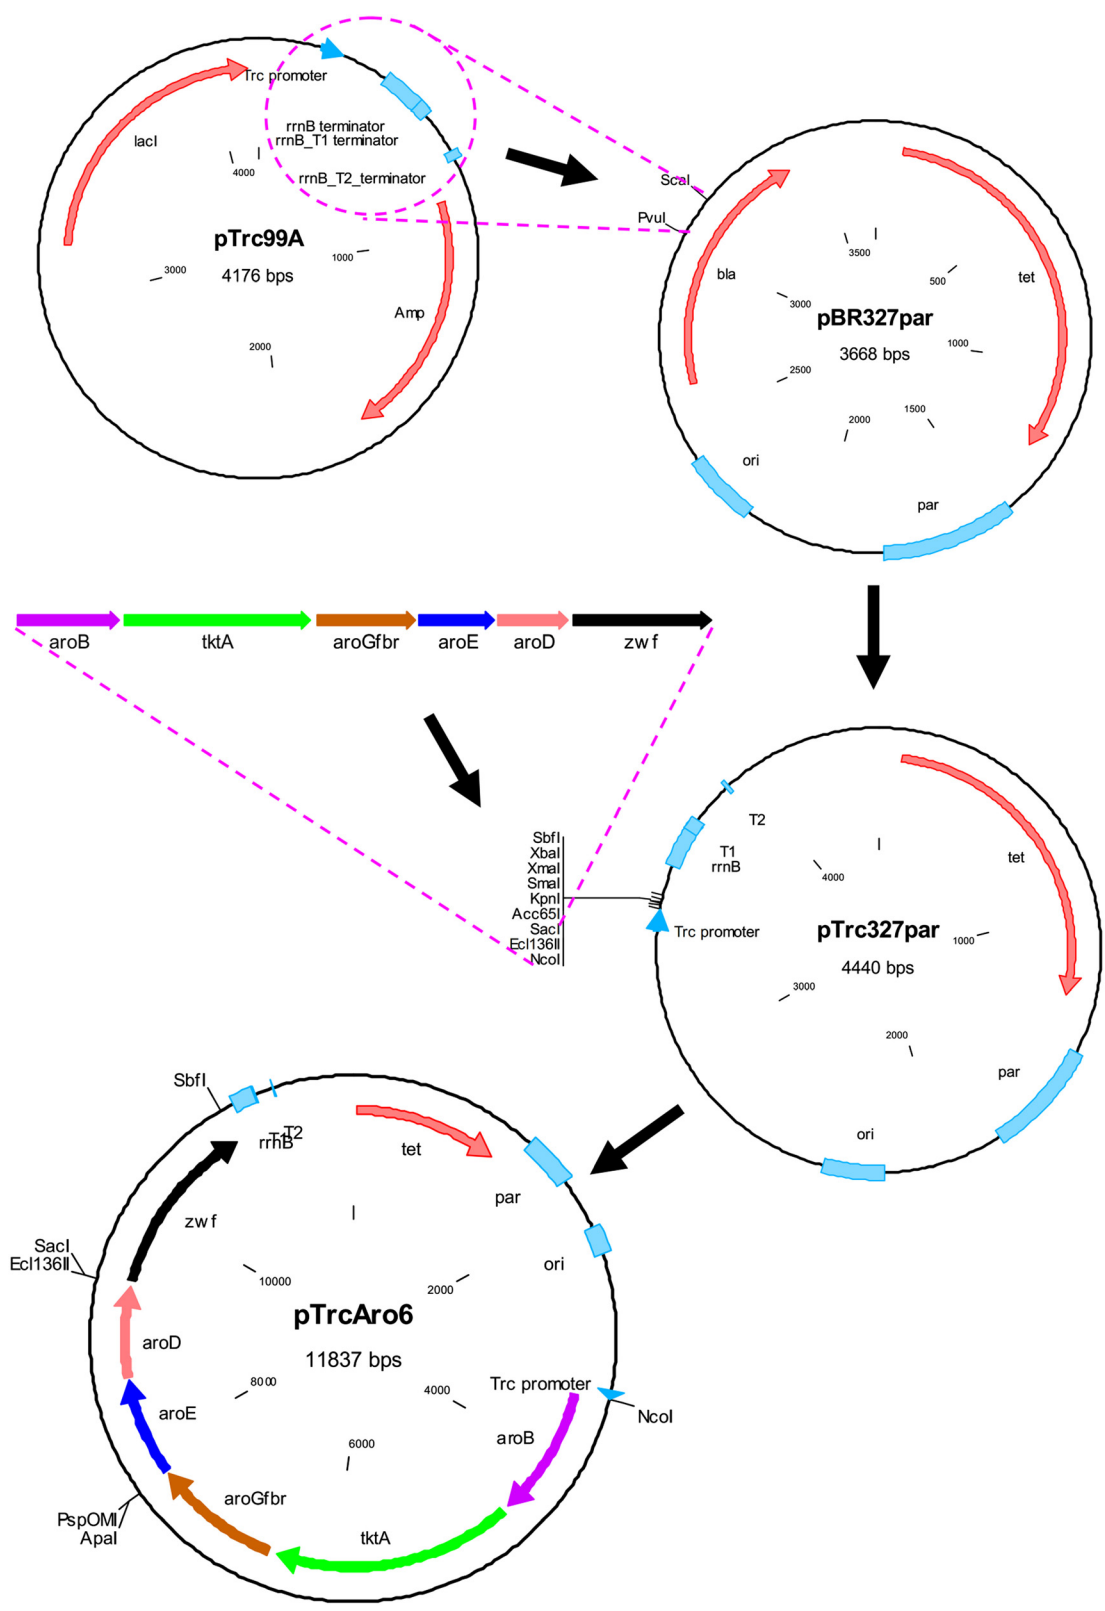 Trc promoter
lacI
rrnB terminator
rrnB_T1 terminator
4000
rrnB_T2_terminator
pTrc99A
4176 bps
1000
3000
Amp
2000
ScaI
PvuI
bla
3500
500
tet
3000
pBR327par
3668 bps
1000
2500
1500
2000
ori
par
aroB
tktA
aroGfbr
aroE
aroD
zwf
SbfI
XbaI
XmaI
SmaI
KpnI
Acc65I
SacI
Ecl136II
NcoI
T2
T1
rrnB
4000
tet
Trc promoter
pTrc327par
4440 bps
1000
3000
2000
par
ori
SbfI
T1
T2
rrnB
tet
par
zwf
ori
SacI
Ecl136II
10000
2000
pTrcAro6
11837 bps
aroD
8000
4000
Trc promoter
NcoI
aroE
aroB
6000
aroGfbr
PspOMI
ApaI
tktA